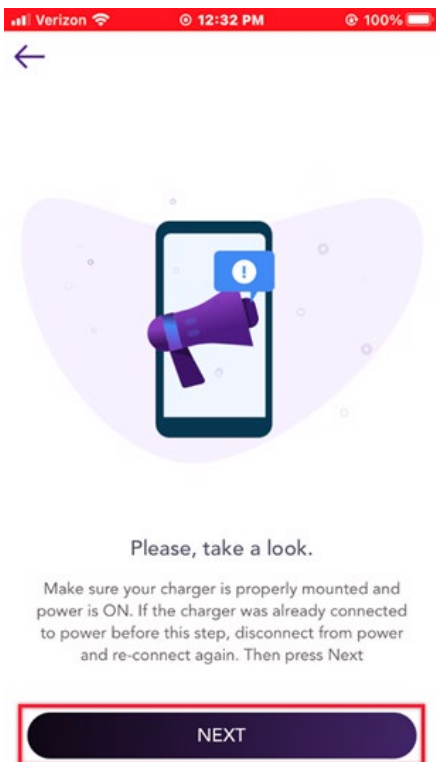 Verizon 12:32 PM 100%
Please, take a look.
Make sure your charger is properly mounted and
power is ON. If the charger was already connected
to power before this step, disconnect from power
and re-connect again. Then press Next
NEXT